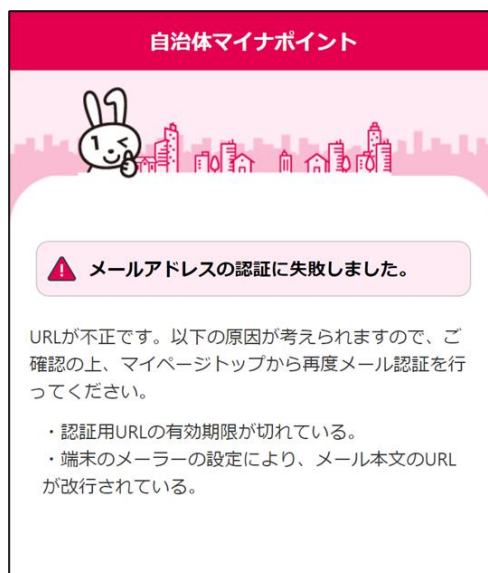 自治体マイナポイント
メールアドレスの認証に失敗しました。
URLが不正です。以下の原因が考えられますので、ご
確認の上、マイページトップから再度メール認証を行
ってください。
・認証用URLの有効期限が切れている。
・端末のメーラーの設定により、メール本文のURL
が改行されている。